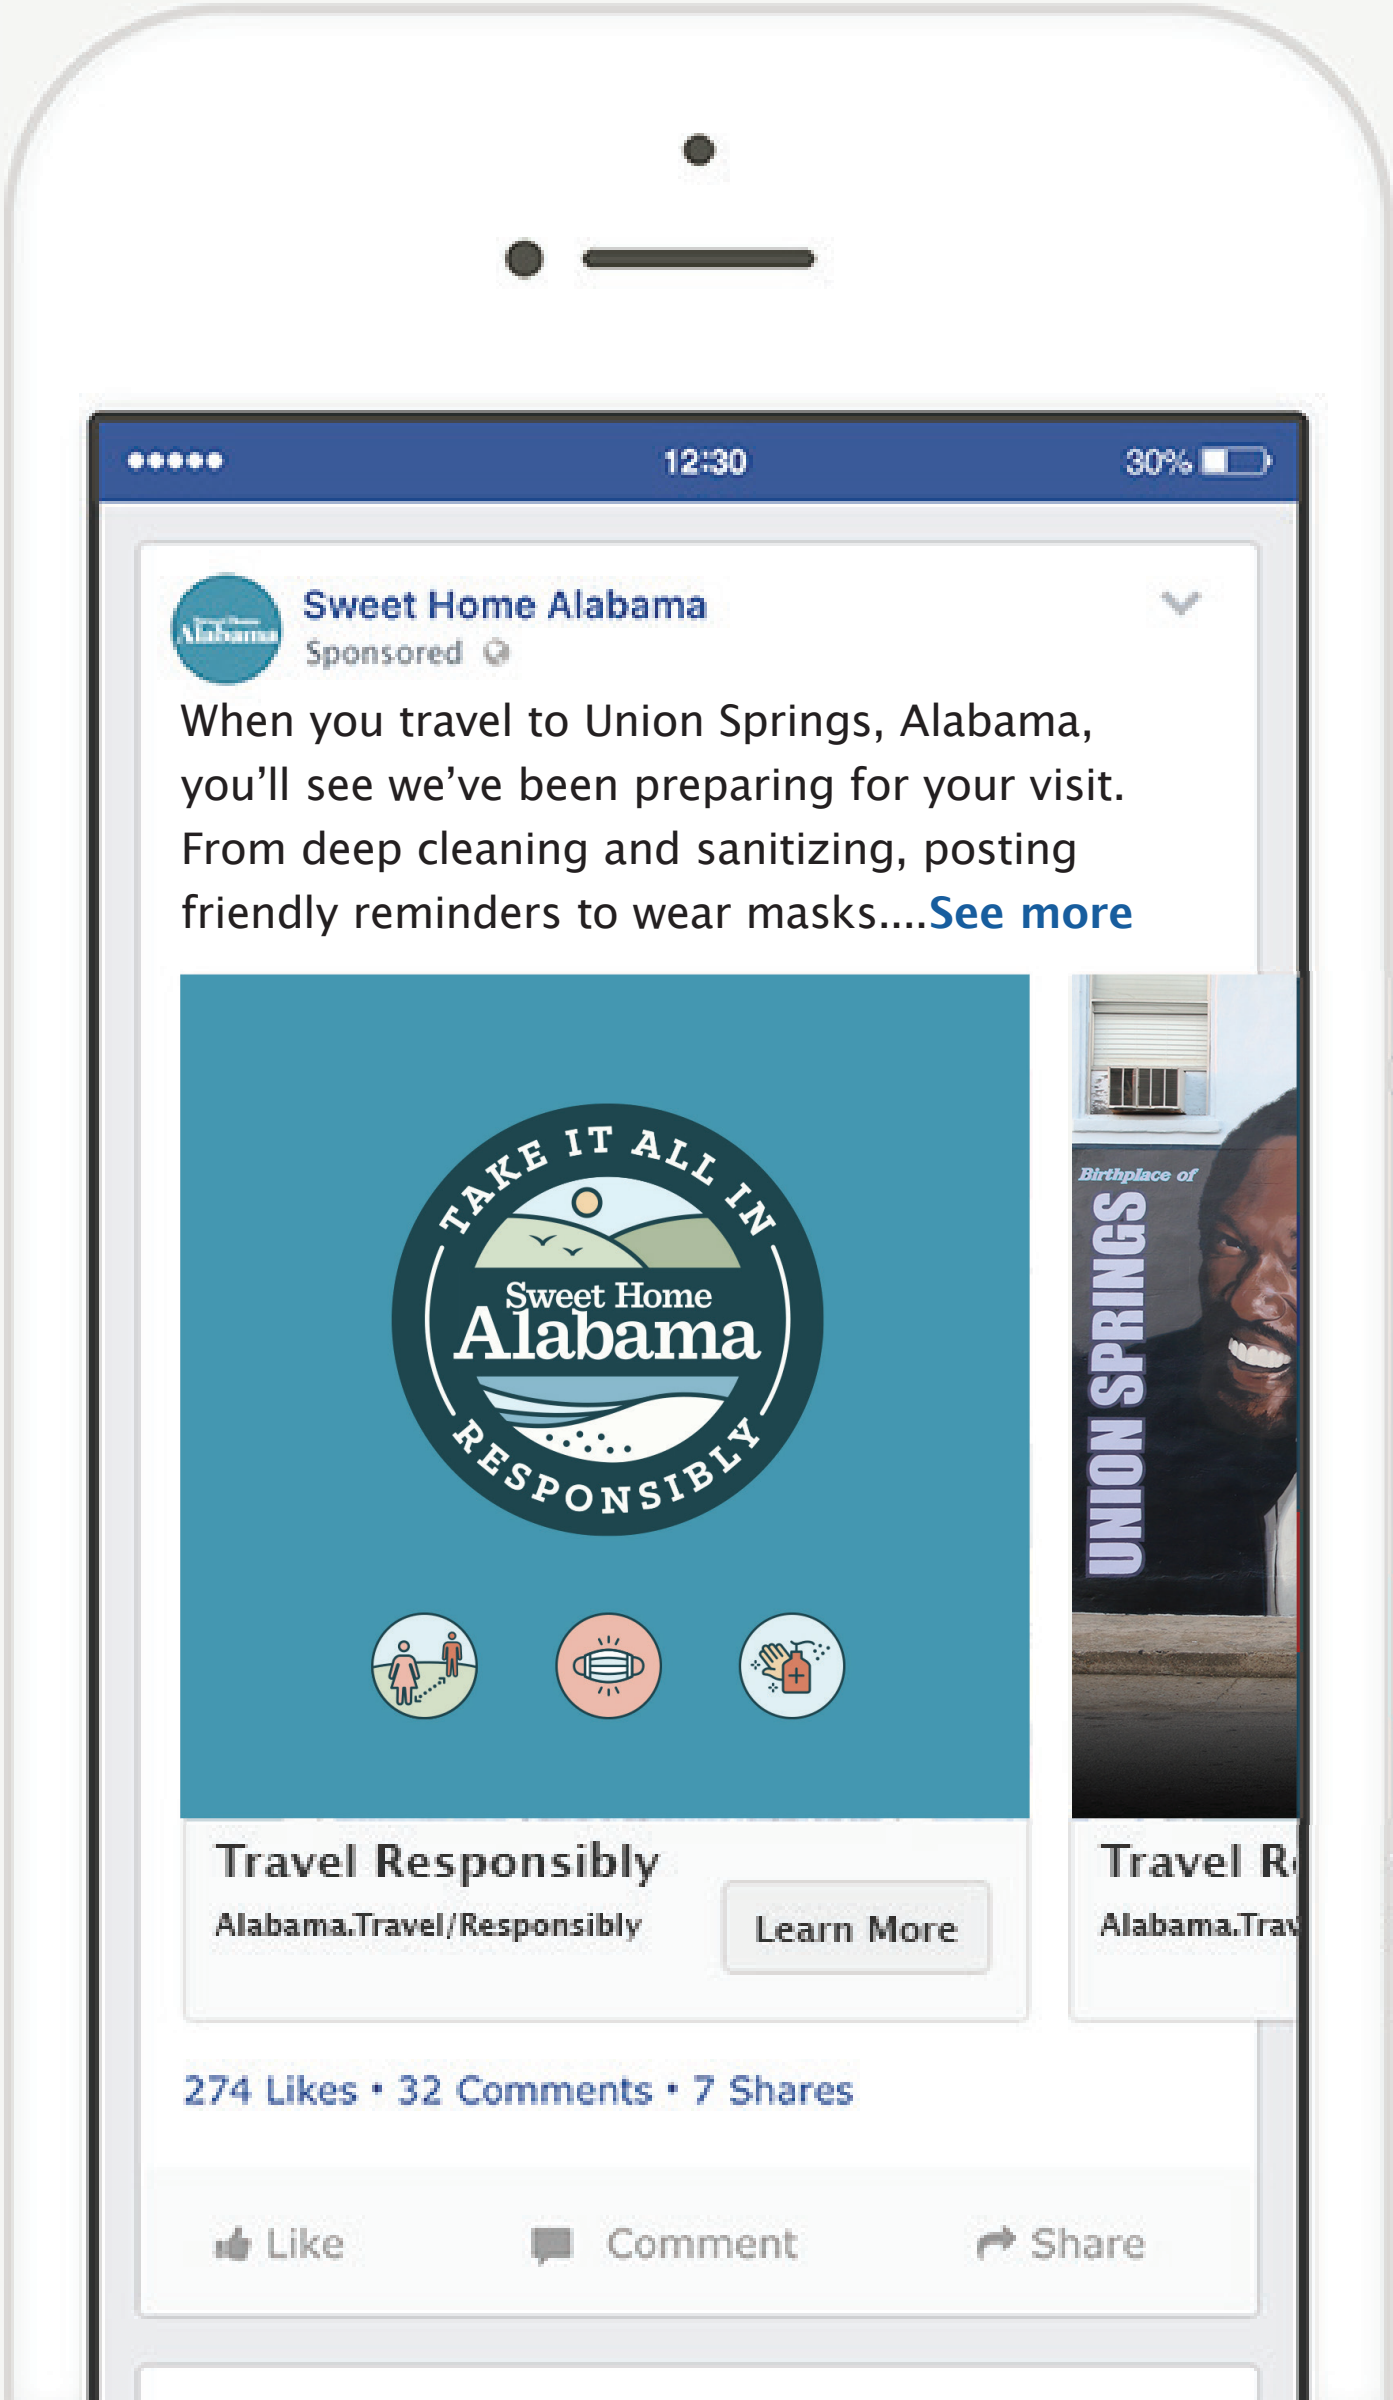 12:30
30%
Sweet Home
Alabama
Sweet Home Alabama
Sponsored
When you travel to Union Springs, Alabama,
you'll see we've been preparing for your visit.
From deep cleaning and sanitizing, posting
friendly reminders to wear masks....See more
TAKE IT ALL IN
Sweet Home
Alabama
RESPONSIBLY
Birthplace of
UNION SPRINGS
Travel Responsibly
Alabama.Travel/Responsibly
Learn More
Travel R
Alabama.Trav
274 Likes • 32 Comments • 7 Shares
Like
Comment
Share